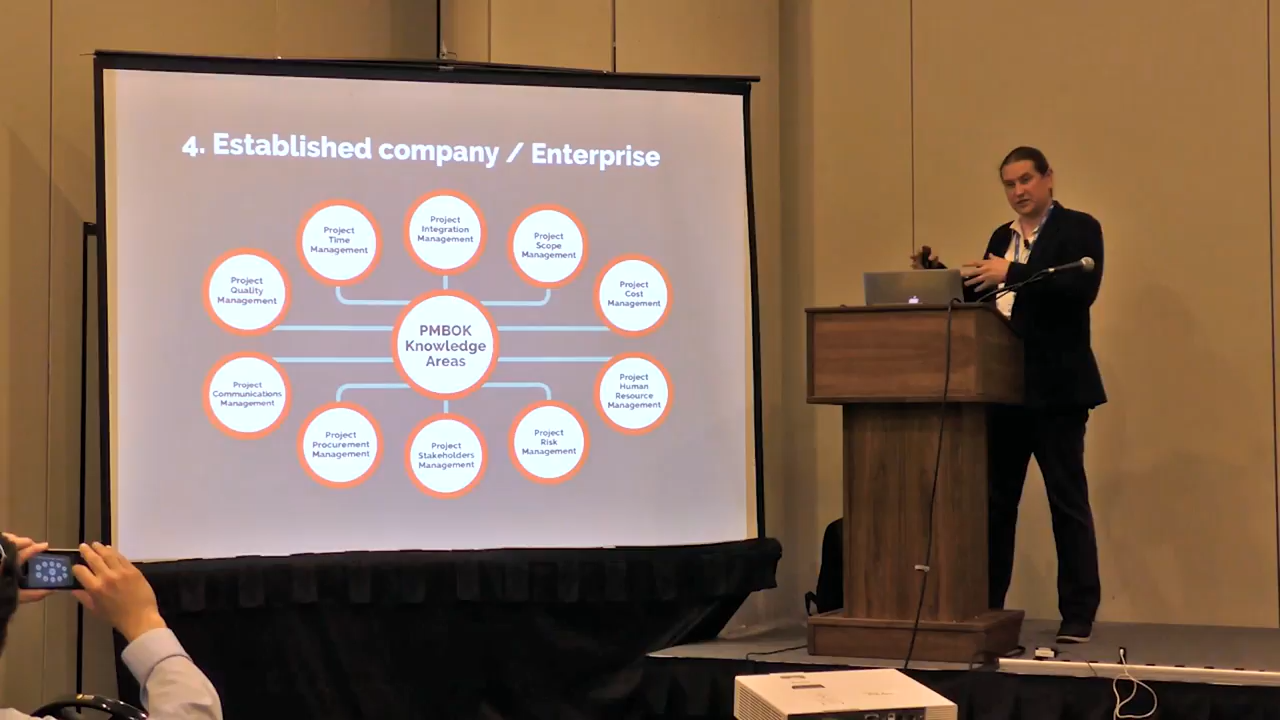 4. Established company / Enterprise
Project
Integration
Management
Project
Time
Management
Project
Scope
Management
Project
Quality
Management
Project
Cost
Management
PMBOK
Knowledge
Areas
Project
Communications
Management
Project
Human
Resource
Management
Project
Procurement
Management
Project
Stakeholders
Management
Project
Risk
Management